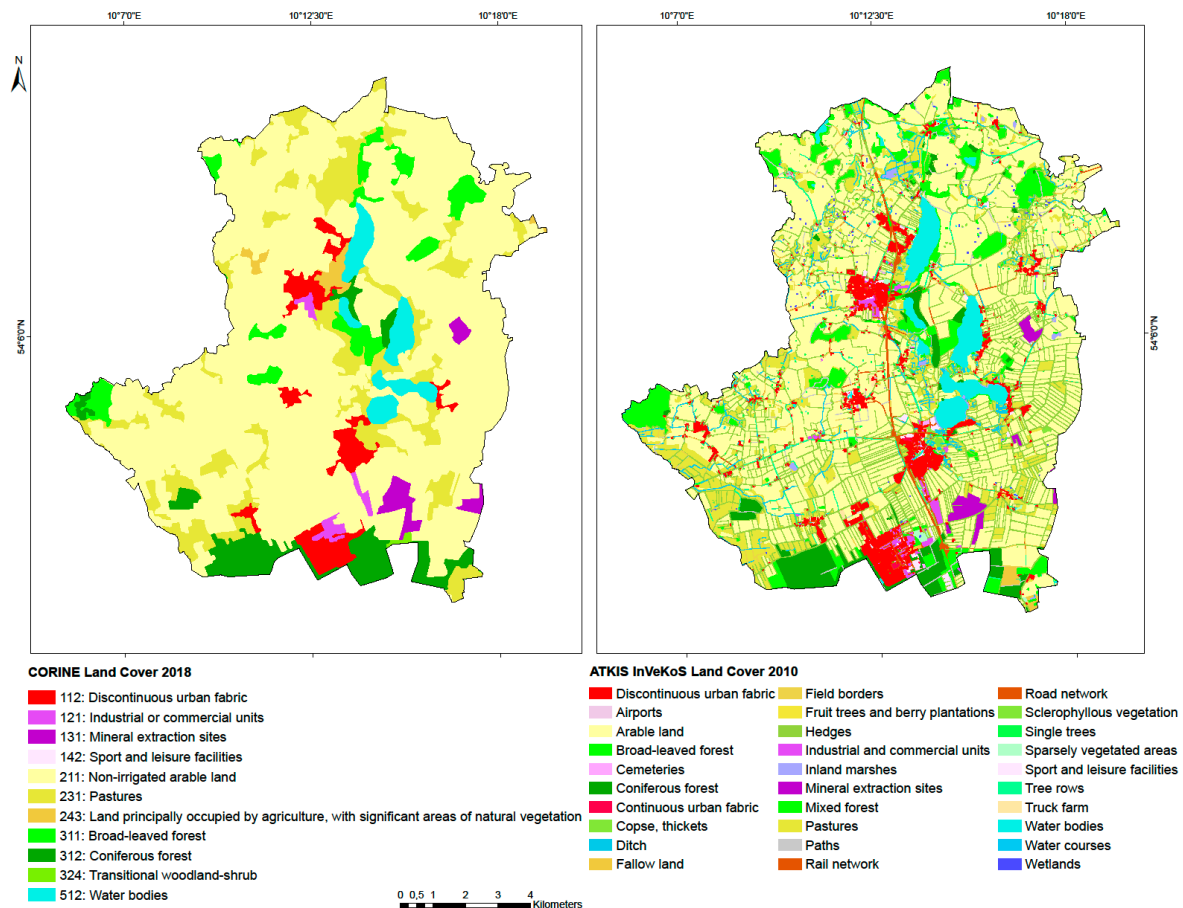 10°7'0"E
10°12'30"E
10°18'0"E
10°7'0"E
10°12'30"E
10°18'0"E
N
54°6'0"N
54°6'0"N
CORINE Land Cover 2018
112: Discontinuous urban fabric
121: Industrial or commercial units
131: Mineral extraction sites
142: Sport and leisure facilities
211: Non-irrigated arable land
231: Pastures
243: Land principally occupied by agriculture, with significant areas of natural vegetation
311: Broad-leaved forest
312: Coniferous forest
324: Transitional woodland-shrub
512: Water bodies
0 0,5 1 2 3 4
Kilometers
ATKIS InVeKoS Land Cover 2010
Discontinuous urban fabric
Airports
Arable land
Broad-leaved forest
Cemeteries
Coniferous forest
Continuous urban fabric
Copse, thickets
Ditch
Fallow land
Field borders
Fruit trees and berry plantations
Hedges
Industrial and commercial units
Inland marshes
Mineral extraction sites
Mixed forest
Pastures
Paths
Rail network
Road network
Sclerophyllous vegetation
Single trees
Sparsely vegetated areas
Sport and leisure facilities
Tree rows
Truck farm
Water bodies
Water courses
Wetlands